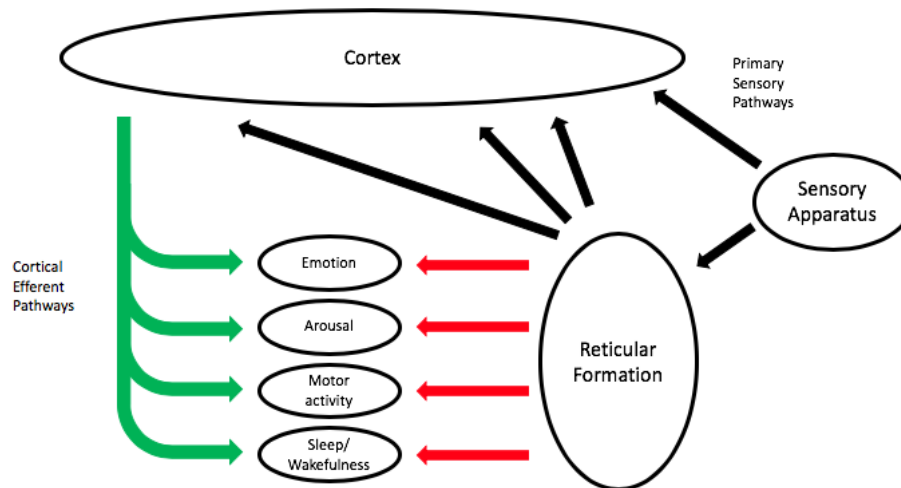 Cortex
Primary
Sensory
Pathways
Sensory
Apparatus
Cortical
Efferent
Pathways
Emotion
Arousal
Motor
activity
Sleep/
Wakefulness
Reticular
Formation